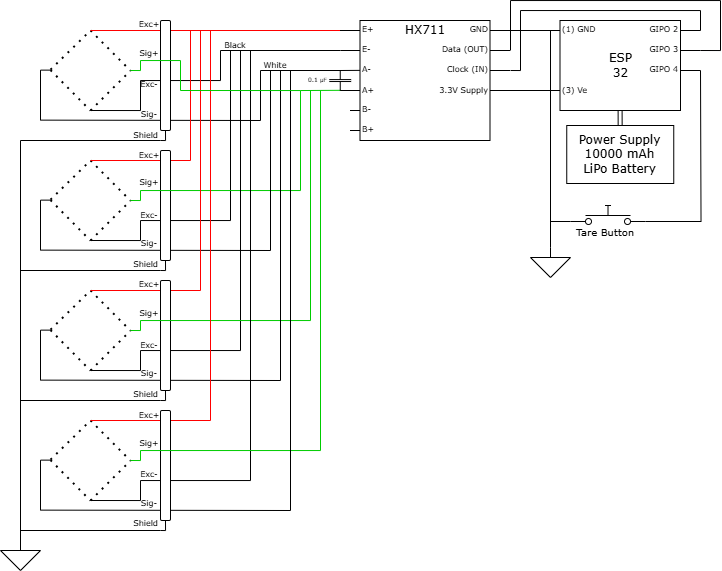 Exc+
Sig+
Exc-
Sig-
Shield
Exc+
Sig+
Exc-
Sig-
Shield
Exc+
Sig+
Exc-
Sig-
Shield
Exc+
Sig+
Exc-
Sig-
Shield
Black
White
0.1 µF
HX711
E+
E-
A-
A+
B-
B+
GND
Data (OUT)
Clock (IN)
3.3V Supply
(1) GND
(3) Ve
ESP
32
GIPO 2
GIPO 3
GIPO 4
Power Supply
10000 mAh
LiPo Battery
Tare Button